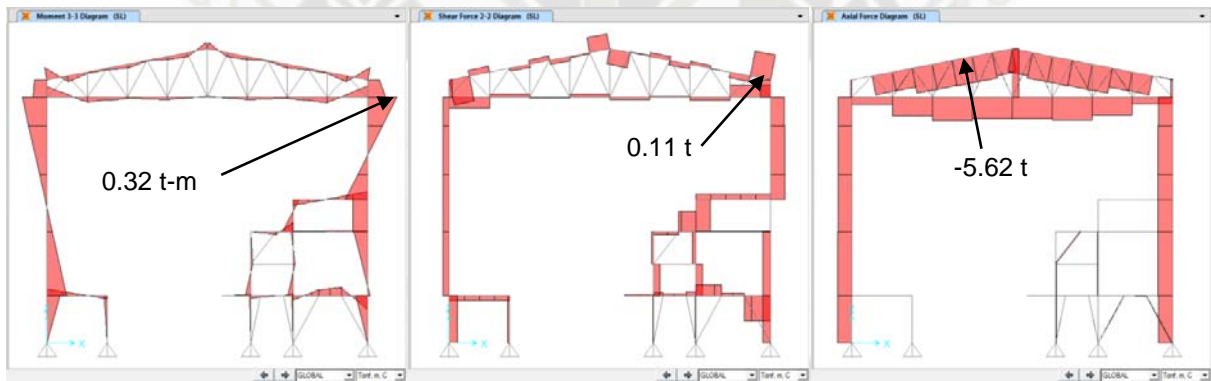 Moment 3-3 Diagram (SL)
Shear Force 2-2 Diagram (SL)
Axial Force Diagram (SL)
0.32 t-m
0.11 t
-5.62 t
X
X
X
GLOBAL
Tonf, m, C
GLOBAL
Tonf, m, C
GLOBAL
Tonf, m, C